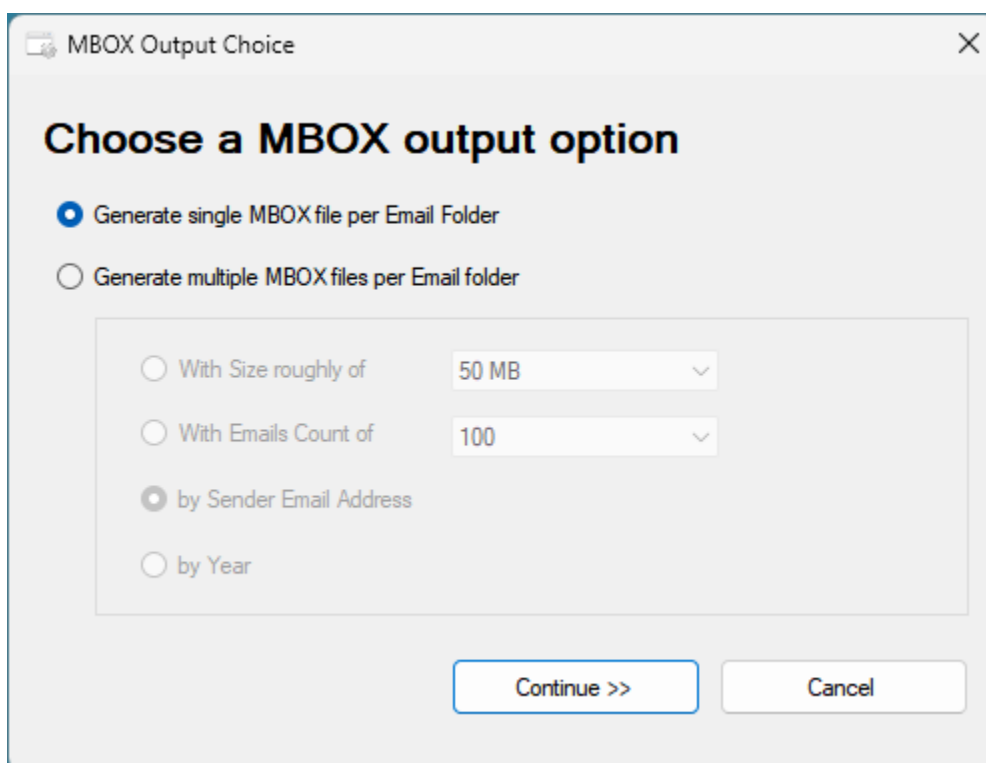 MBOX Output Choice
Choose a MBOX output option
Generate single MBOX file per Email Folder
Generate multiple MBOX files per Email folder
With Size roughly of 50 MB
With Emails Count of 100
by Sender Email Address
by Year
Continue >> Cancel